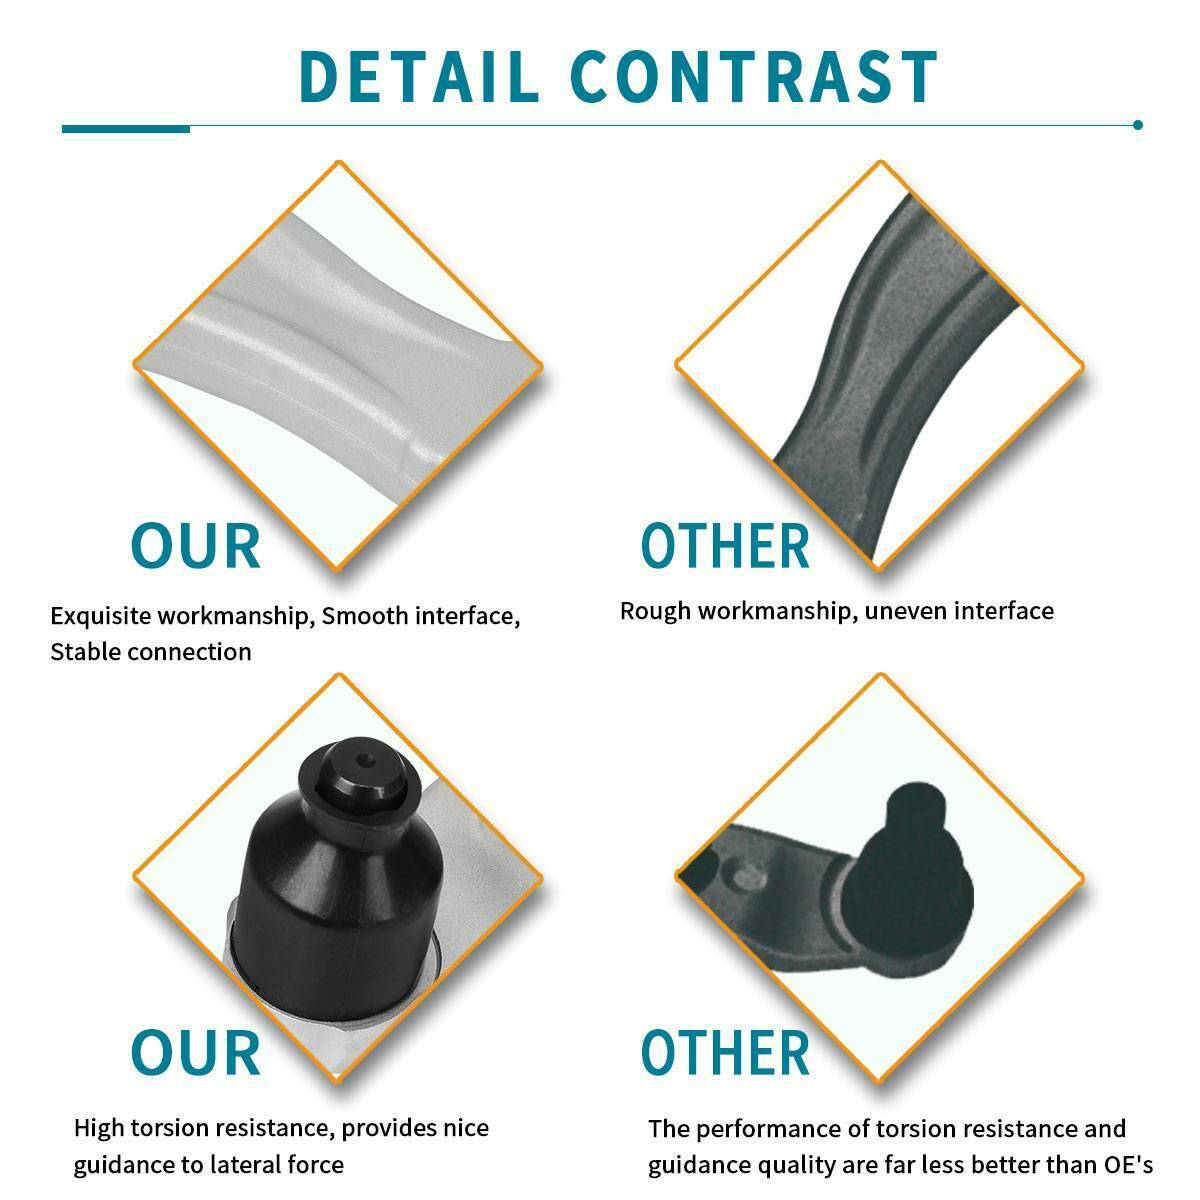 DETAIL CONTRAST
OUR
Exquisite workmanship, Smooth interface,
Stable connection
OTHER
Rough workmanship, uneven interface
OUR
High torsion resistance, provides nice
guidance to lateral force
OTHER
The performance of torsion resistance and
guidance quality are far less better than OE's